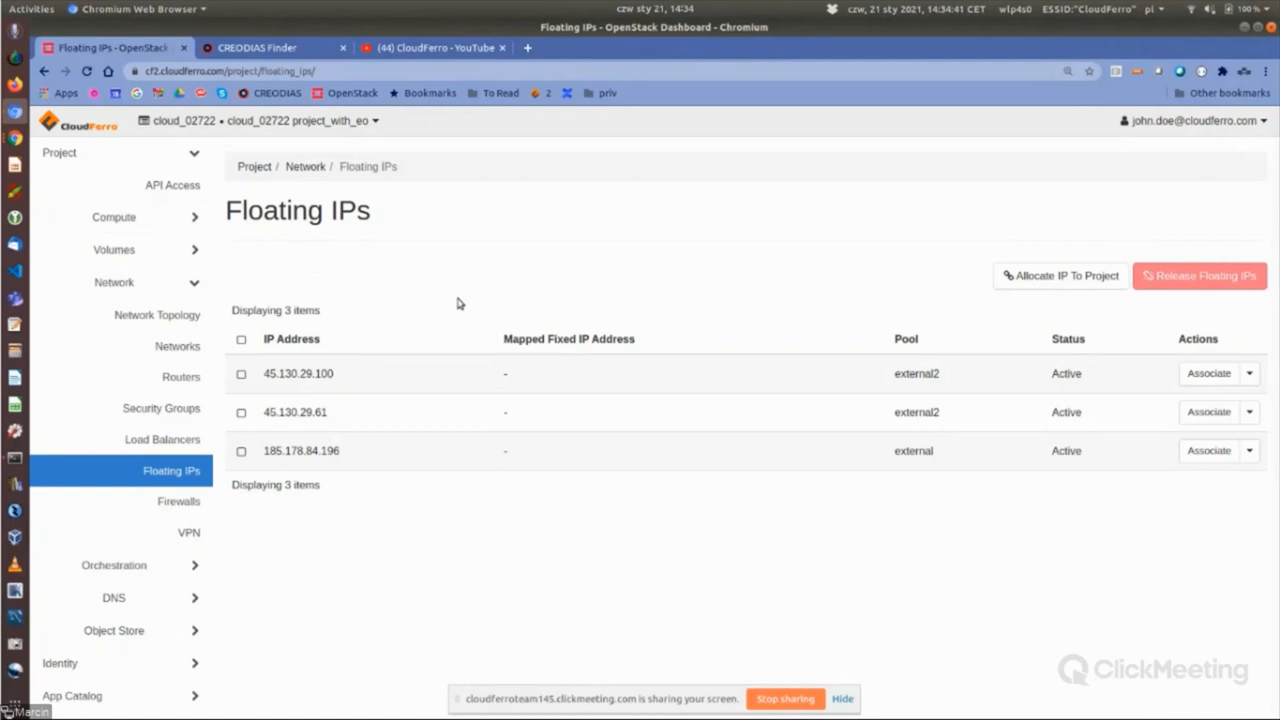 Activities Chromium Web Browser czw sty 21, 14:34 czw, 21 sty 2021, 14:34:41 CET wlp4s0 ESSID:"CloudFerro" pl 100 %
Floating IPs - OpenStack Dashboard - Chromium
Floating IPs - OpenStack CREODIAS Finder (44) CloudFerro - YouTube
cf2.cloudferro.com/project/floating_ips/
Apps CREODIAS OpenStack Bookmarks To Read 2 priv Other bookmarks
CloudFerro cloud_02722 • cloud_02722 project_with_eo john.doe@cloudferro.com
Project
API Access
Compute
Volumes
Network
Network Topology
Networks
Routers
Security Groups
Load Balancers
Floating IPs
Firewalls
VPN
Orchestration
DNS
Object Store
Identity
App Catalog
Project / Network / Floating IPs
Floating IPs
Allocate IP To Project Release Floating IPs
Displaying 3 items
IP Address Mapped Fixed IP Address Pool Status Actions
45.130.29.100 - external2 Active Associate
45.130.29.61 - external2 Active Associate
185.178.84.196 - external Active Associate
Displaying 3 items
ClickMeeting
cloudferroteam145.clickmeeting.com is sharing your screen. Stop sharing Hide
Marcin